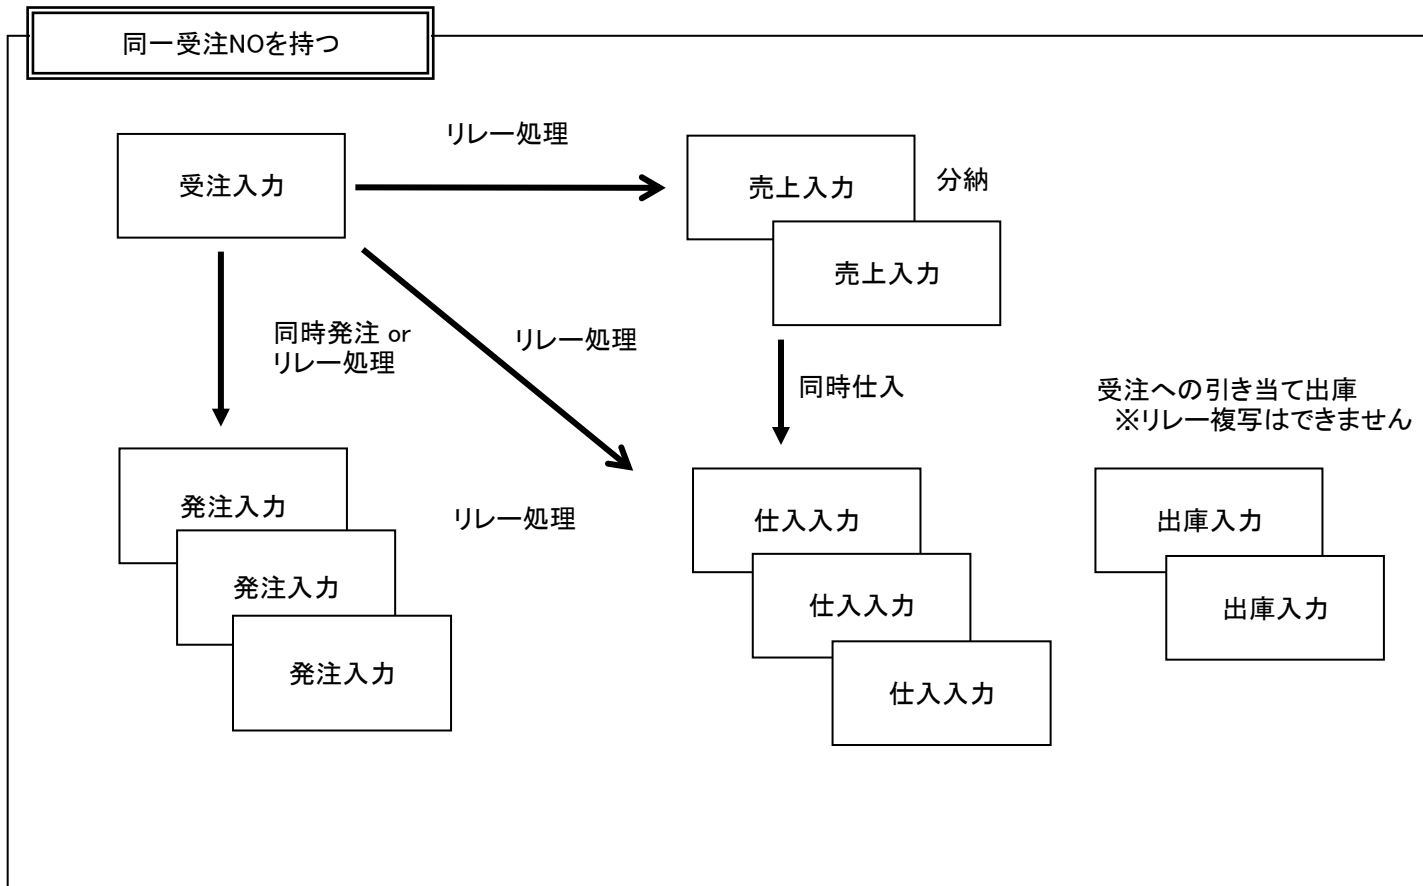 同一受注NOを持つ
リレー処理
受注入力
売上入力
分納
売上入力
同時発注 or
リレー処理
リレー処理
同時仕入
受注への引き当て出庫
※リレー複写はできません
発注入力
リレー処理
仕入入力
出庫入力
発注入力
仕入入力
出庫入力
発注入力
仕入入力